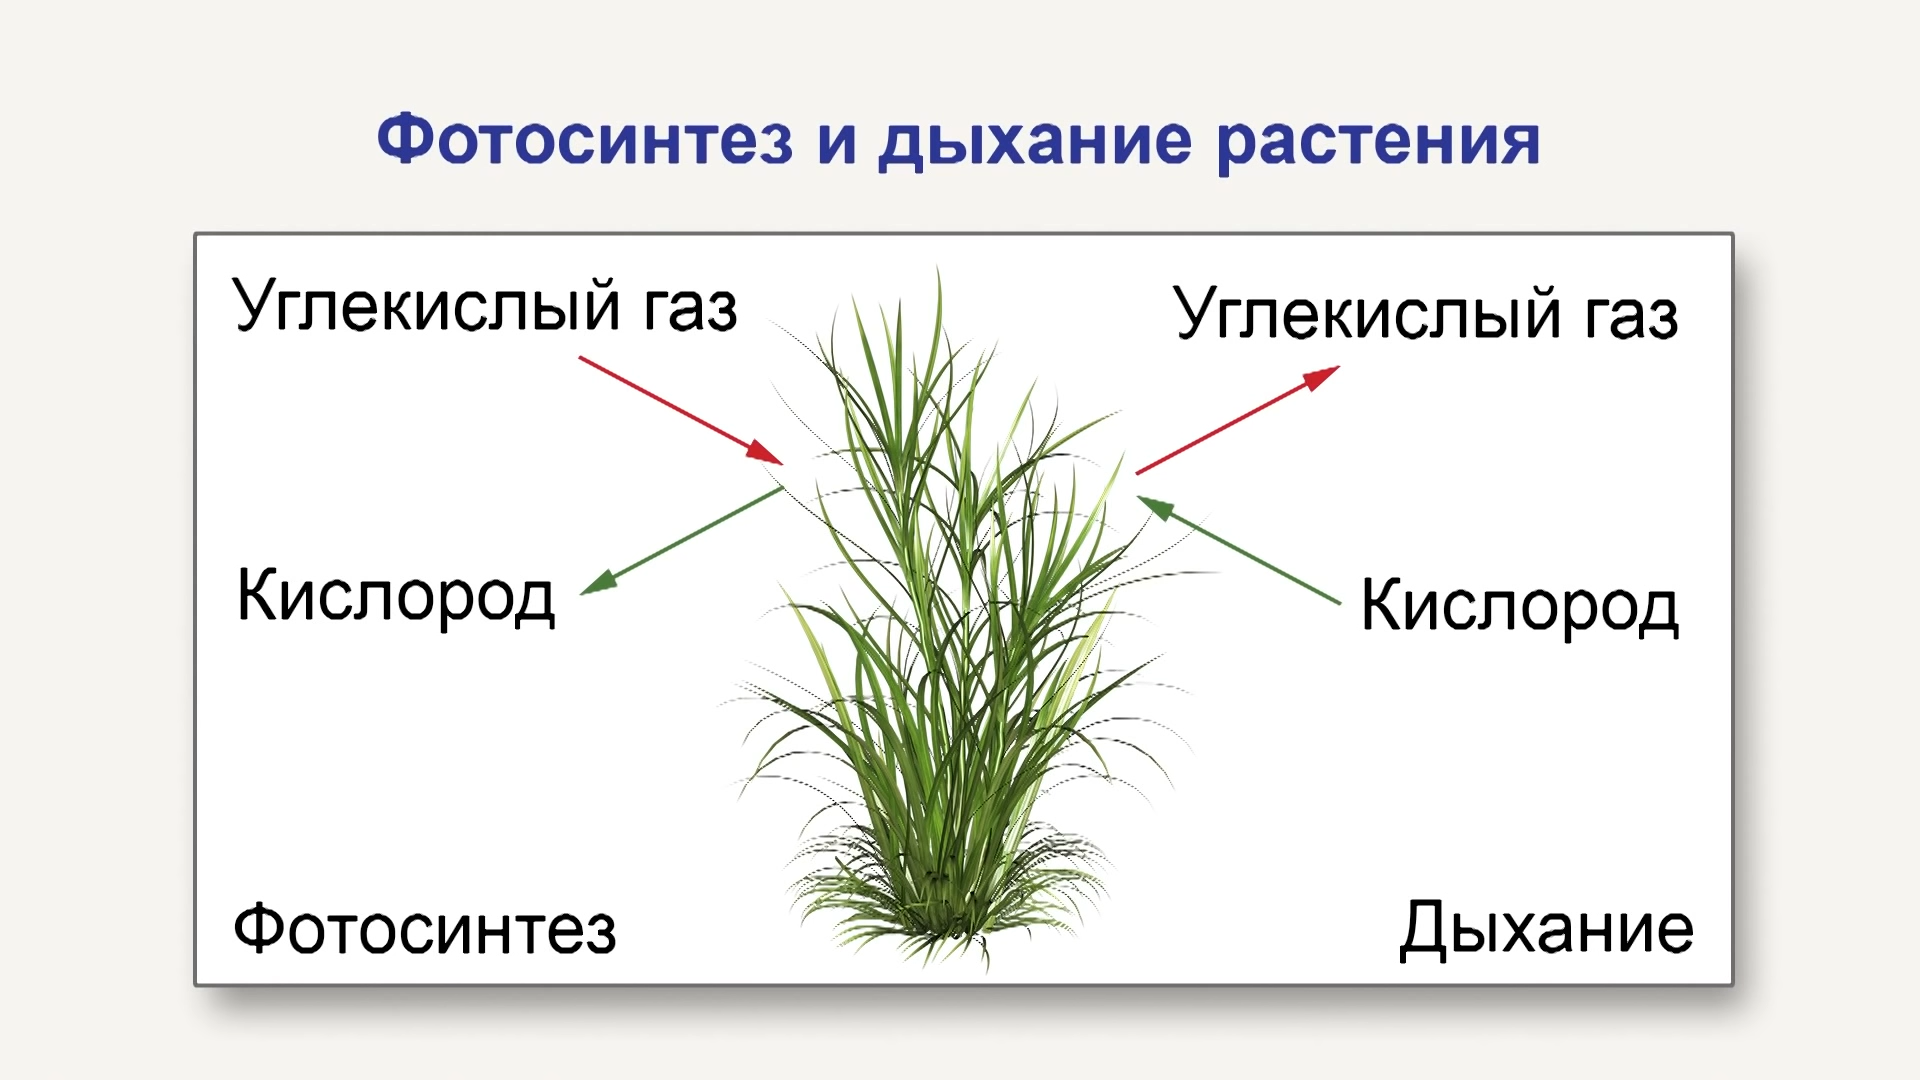 Фотосинтез и дыхание растения
Углекислый газ
Углекислый газ
Кислород
Кислород
Фотосинтез
Дыхание